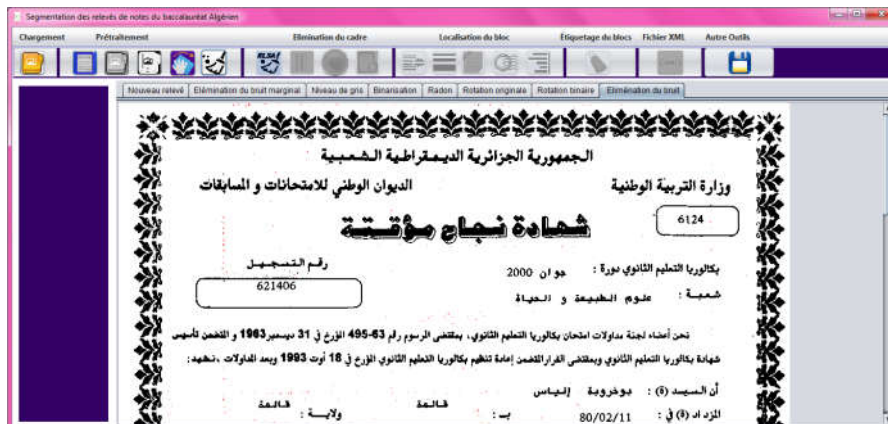 Segmentation des relevés de notes du baccalauréat Algérien
Chargement Prétraitement Elimination du cadre Localisation du bloc Étiquetage du blocs Fichier XML Autre Outils
Nouveau relevé Elémination du bruit marginal Niveau de gris Binarisation Radon Rotation originale Rotation binaire Eliminération du bruit
الجمهورية الجزائرية الديمقراطية الشعبية
وزارة التربية الوطنية الديوان الوطني للامتحانات و المسابقات
6124
شهادة نجاح مؤقتة
رقم التسجيل
621406
بكالوريا التعليم الثانوي دورة : جوان 2000
شعبة : علوم الطبيعة و الحياة
نحن أعضاء لجنة مداولات امتحان بكالوريا التعليم الثانوي، بمقتضى الرسوم رقم 63-495 المؤرخ في 31 ديسمبر 1963 و المتضمن تأسيس
شهادة بكالوريا التعليم الثانوي وبمقتضى القرار المتضمن إعادة تنظيم بكالوريا التعليم الثانوي المؤرخ في 18 أوت 1993 وبعد المداولات ، نشهد :
أن السيد (ة) : بوخروبة إلياس
المزداد (ة) في : 80/02/11 بـ : قالمة ولايـة : قالمة